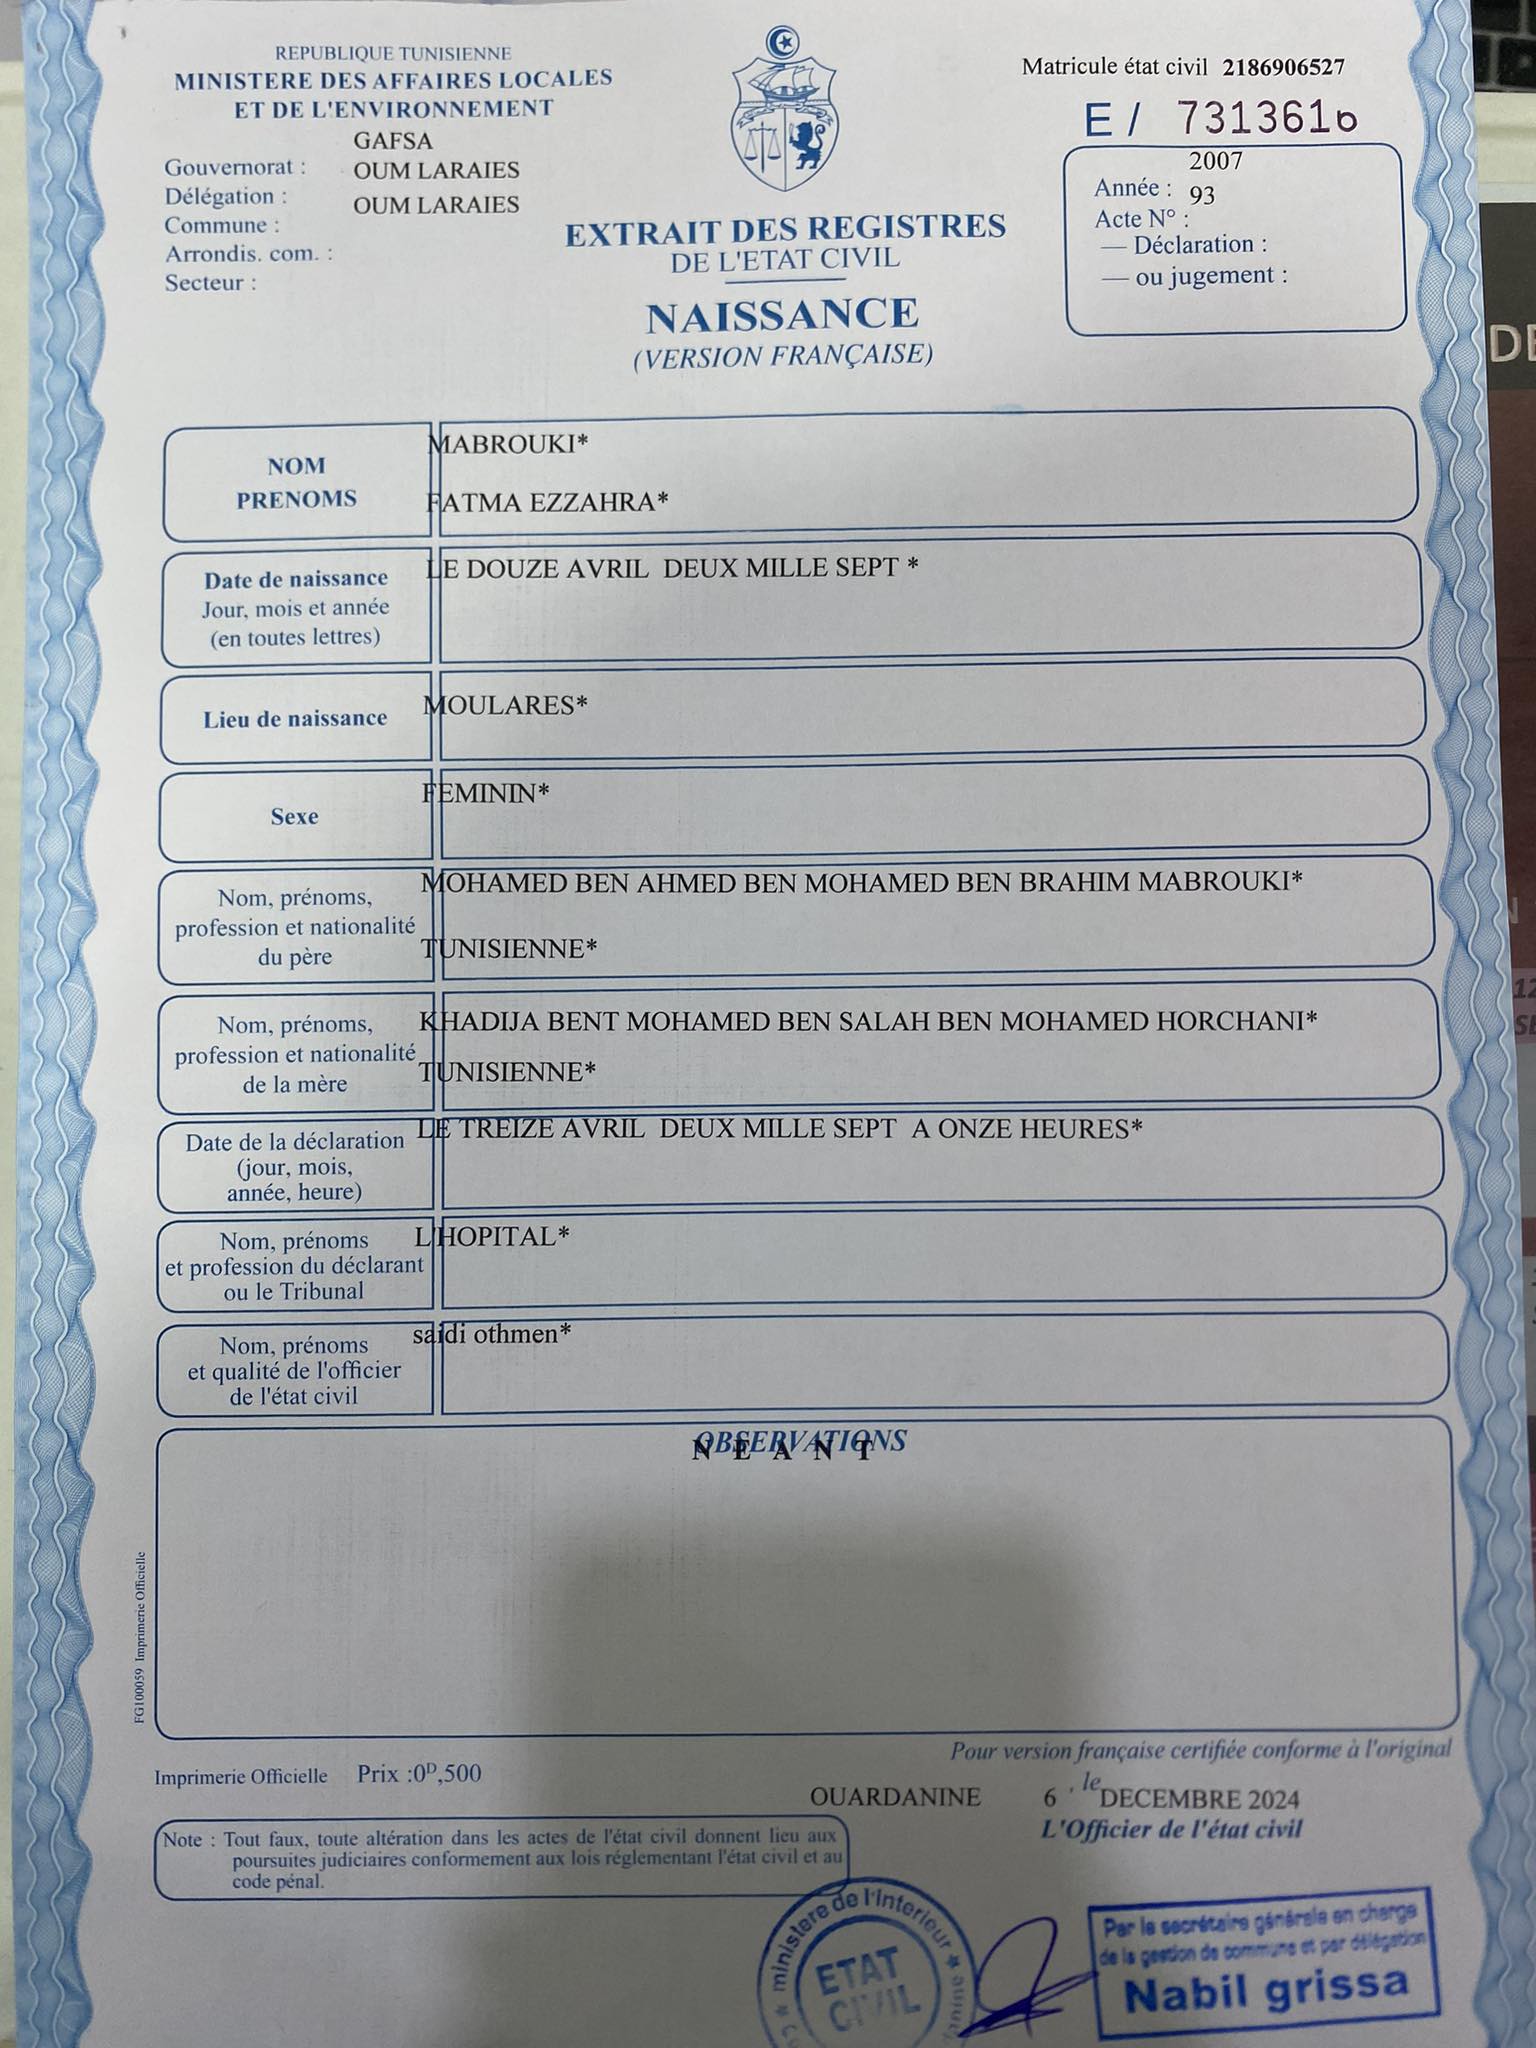 REPUBLIQUE TUNISIENNE
MINISTERE DES AFFAIRES LOCALES
ET DE L'ENVIRONNEMENT
GAFSA
Gouvernorat : OUM LARAIES
Délégation :
Commune : OUM LARAIES
Arrondis. com. :
Secteur :
Matricule état civil 2186906527
E / 7313616
2007
Année :
93
Acte N° :
— Déclaration :
— ou jugement :
EXTRAIT DES REGISTRES
DE L'ETAT CIVIL
NAISSANCE
(VERSION FRANÇAISE)
NOM
PRENOMS
MABROUKI*
FATMA EZZAHRA*
Date de naissance
Jour, mois et année
(en toutes lettres)
LE DOUZE AVRIL DEUX MILLE SEPT *
Lieu de naissance
MOULARES*
Sexe
FEMININ*
Nom, prénoms,
profession et nationalité
du père
MOHAMED BEN AHMED BEN MOHAMED BEN BRAHIM MABROUKI*
TUNISIENNE*
Nom, prénoms,
profession et nationalité
de la mère
KHADIJA BENT MOHAMED BEN SALAH BEN MOHAMED HORCHANI*
TUNISIENNE*
Date de la déclaration
(jour, mois,
année, heure)
LE TREIZE AVRIL DEUX MILLE SEPT A ONZE HEURES*
Nom, prénoms
et profession du déclarant
ou le Tribunal
L'HOPITAL*
Nom, prénoms
et qualité de l'officier
de l'état civil
saidi othmen*
OBSERVATIONS
N E A N T
FG100059 Imprimerie Officielle
Pour version française certifiée conforme à l'original
Imprimerie Officielle Prix :0ᴰ,500
OUARDANINE 6 , le DECEMBRE 2024
L'Officier de l'état civil
Note : Tout faux, toute altération dans les actes de l'état civil donnent lieu aux
poursuites judiciaires conformement aux lois réglementant l'état civil et au
code pénal.
ministere de l'interieur
ETAT
CIVIL
Par le secrétaire générale en charge
de la gestion de commune et par délégation
Nabil grissa
DE